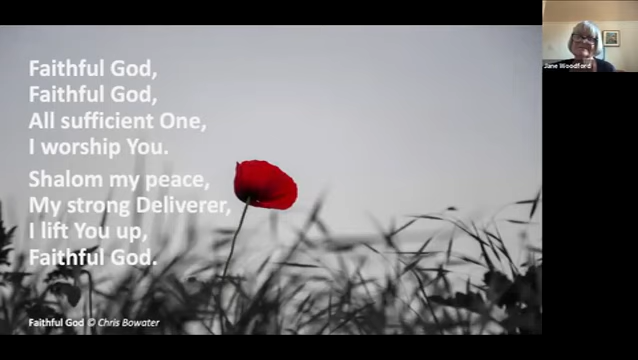 Faithful God,
Faithful God,
All sufficient One,
I worship You.
Shalom my peace,
My strong Deliverer,
I lift You up,
Faithful God.
Faithful God © Chris Bowater
Jane Woodford